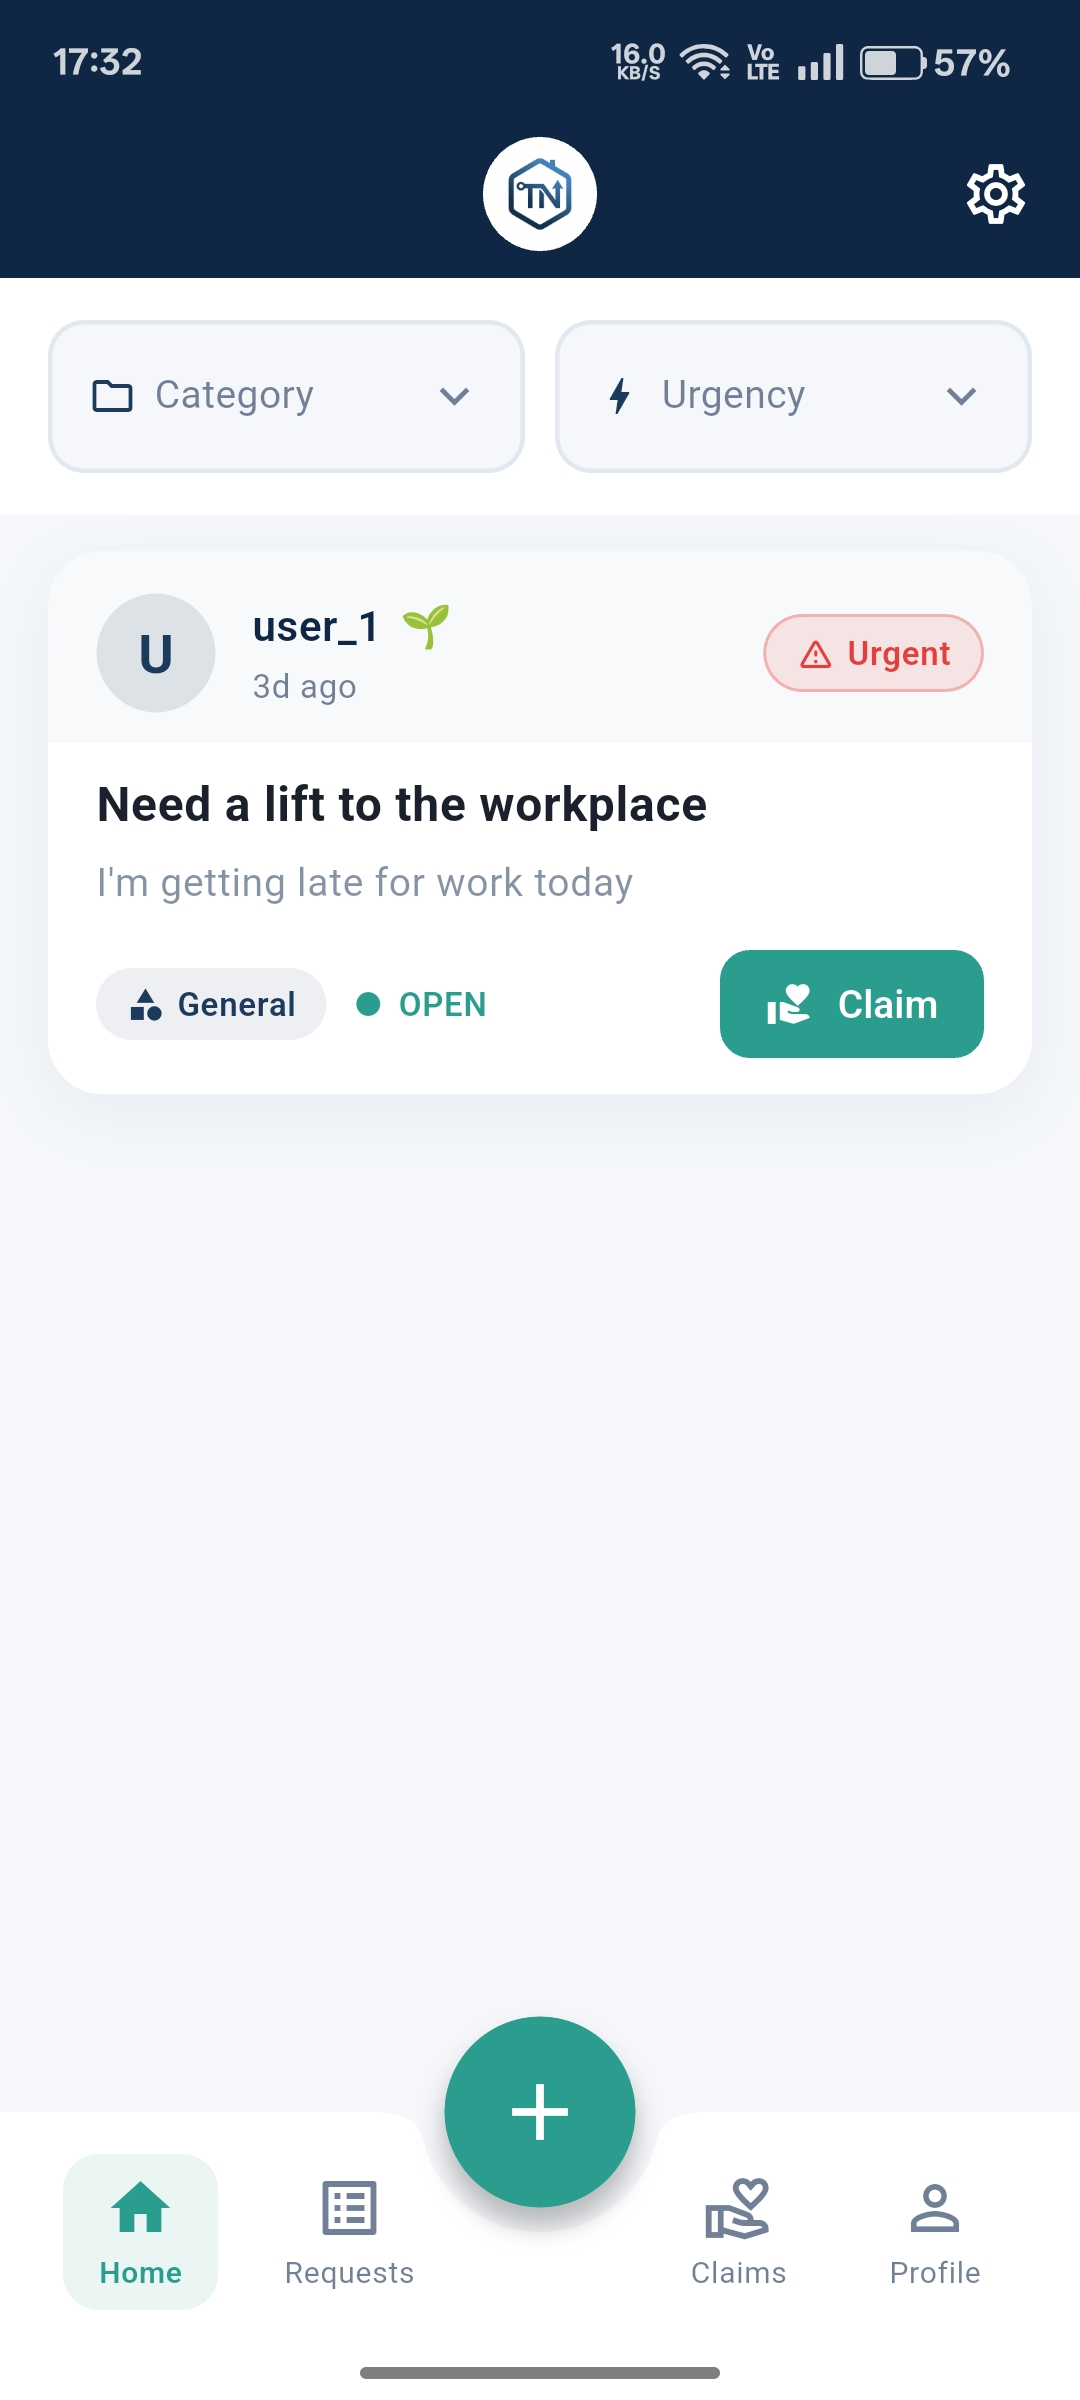 17:32
16.0
KB/S
Vo
LTE
57%
TN
Category
Urgency
U
user_1 🌱
3d ago
Urgent
Need a lift to the workplace
I'm getting late for work today
General
OPEN
Claim
Home
Requests
Claims
Profile